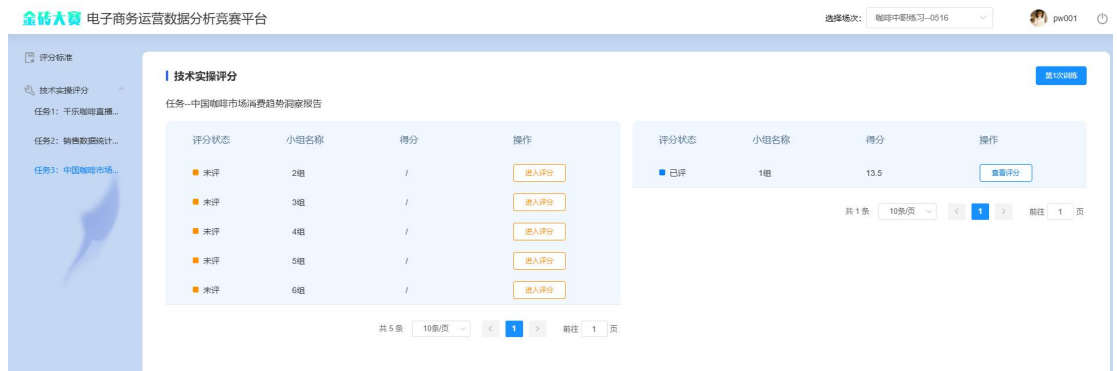 金砖大赛 电子商务运营数据分析竞赛平台
选择场次： 咖啡中职练习--0516
pw001
评分标准
技术实操评分
任务1：干乐咖啡直播...
任务2：销售数据统计...
任务3：中国咖啡市场...
技术实操评分
第1次训练
任务--中国咖啡市场消费趋势洞察报告
评分状态 小组名称 得分 操作
未评 2组 / 进入评分
未评 3组 / 进入评分
未评 4组 / 进入评分
未评 5组 / 进入评分
未评 6组 / 进入评分
共 5 条 10条/页 < 1 > 前往 1 页
评分状态 小组名称 得分 操作
已评 1组 13.5 查看评分
共 1 条 10条/页 < 1 > 前往 1 页